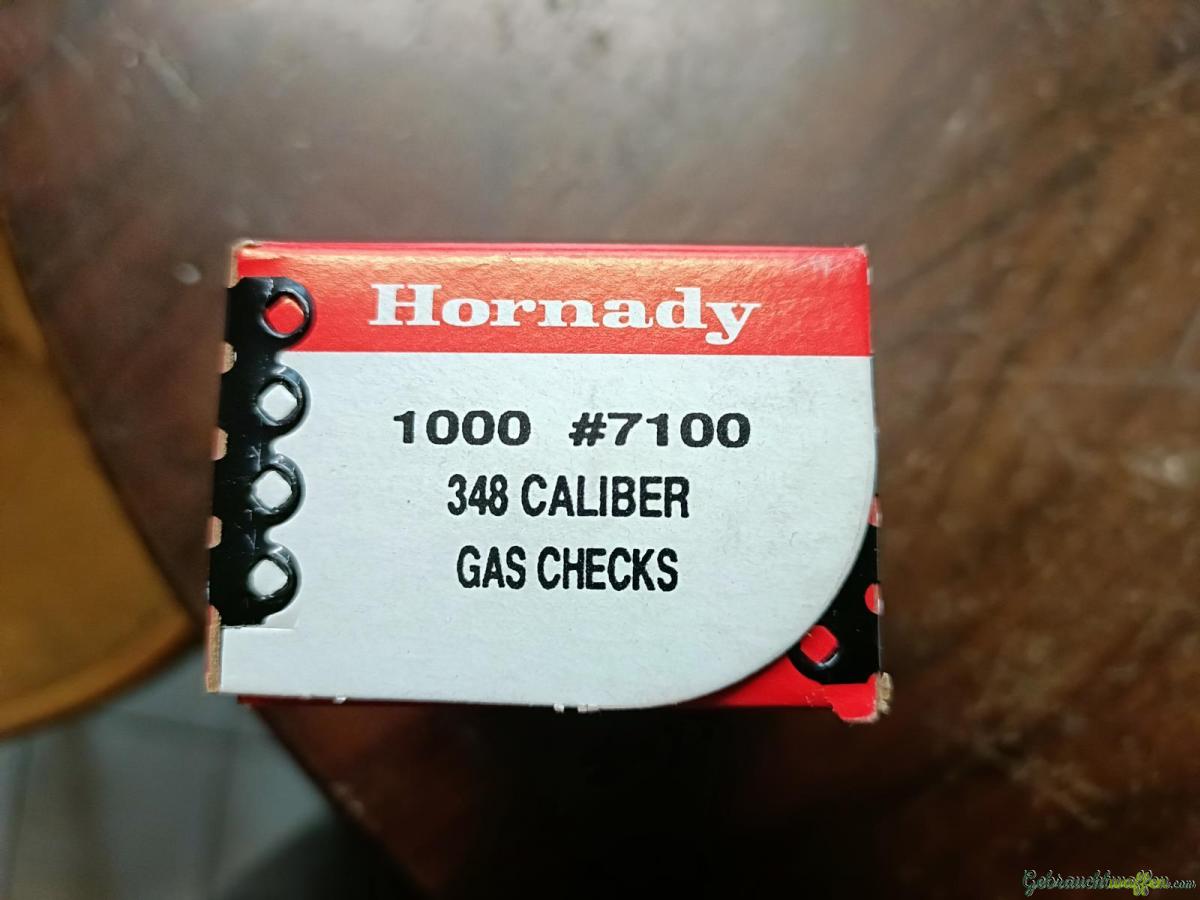 Hornady
1000 #7100
348 CALIBER
GAS CHECKS
Gebrauchtwaffen.com